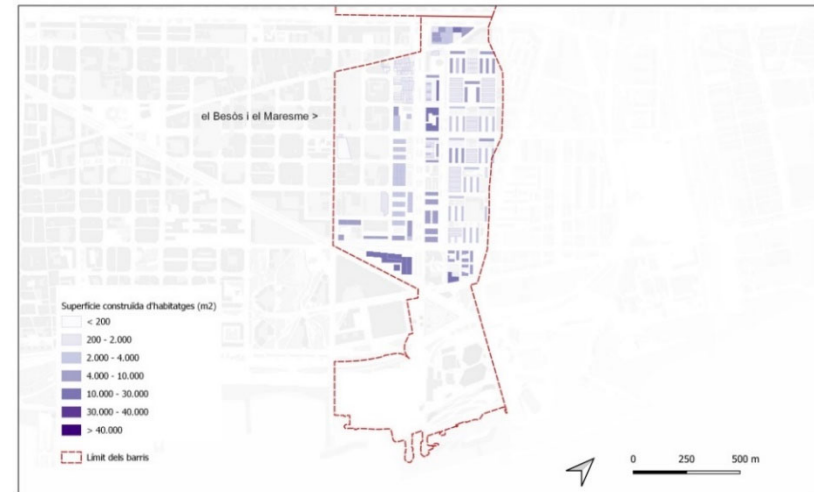 el Besòs i el Maresme >
Superfície construïda d'habitatges (m2)
< 200
200 - 2.000
2.000 - 4.000
4.000 - 10.000
10.000 - 30.000
30.000 - 40.000
> 40.000
Límit dels barris
0 250 500 m